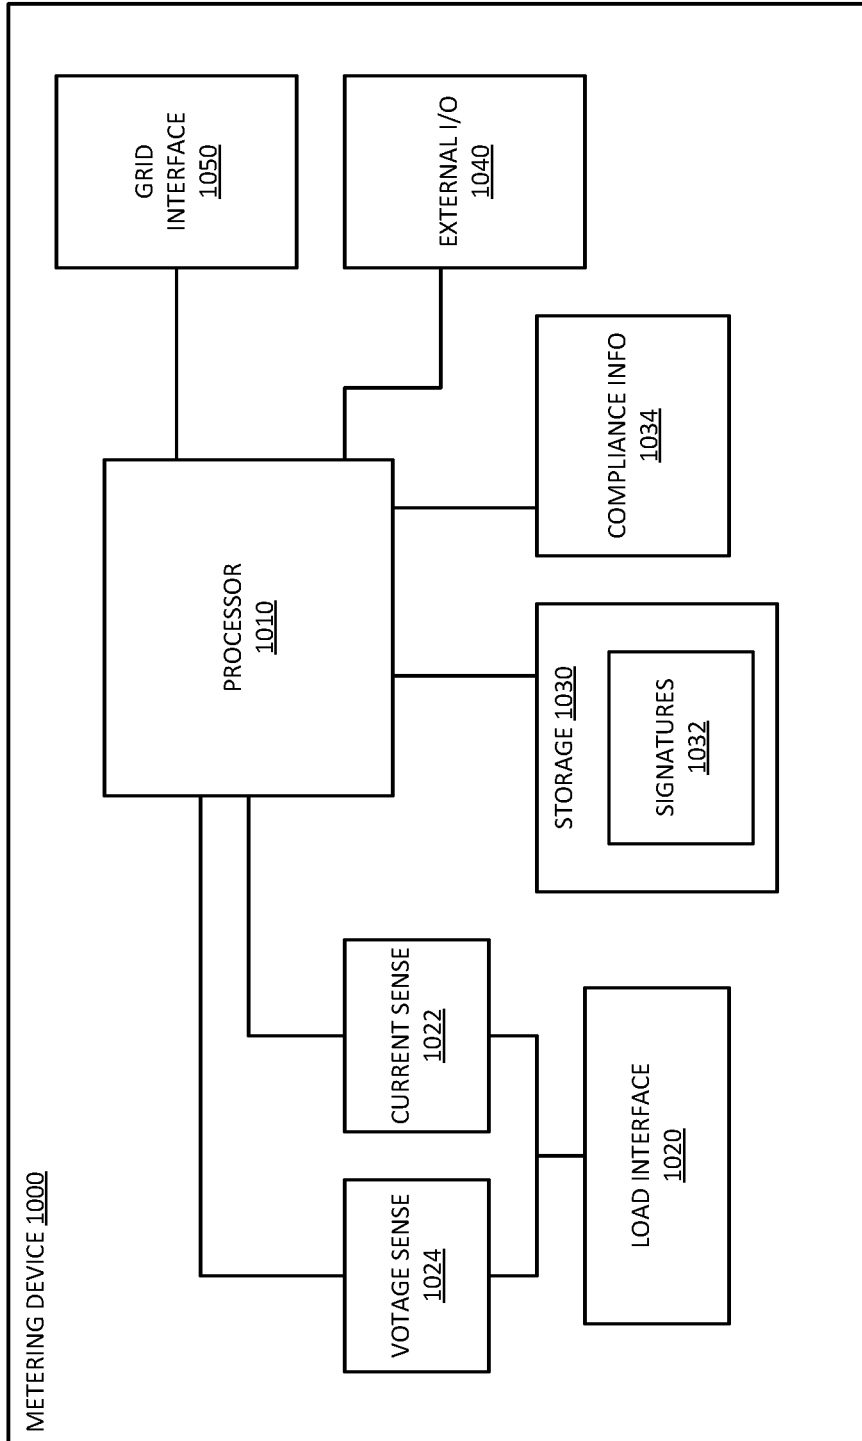 METERING DEVICE 1000
VOTAGE SENSE
1024
CURRENT SENSE
1022
LOAD INTERFACE
1020
PROCESSOR
1010
STORAGE 1030
SIGNATURES
1032
COMPLIANCE INFO
1034
GRID
INTERFACE
1050
EXTERNAL I/O
1040